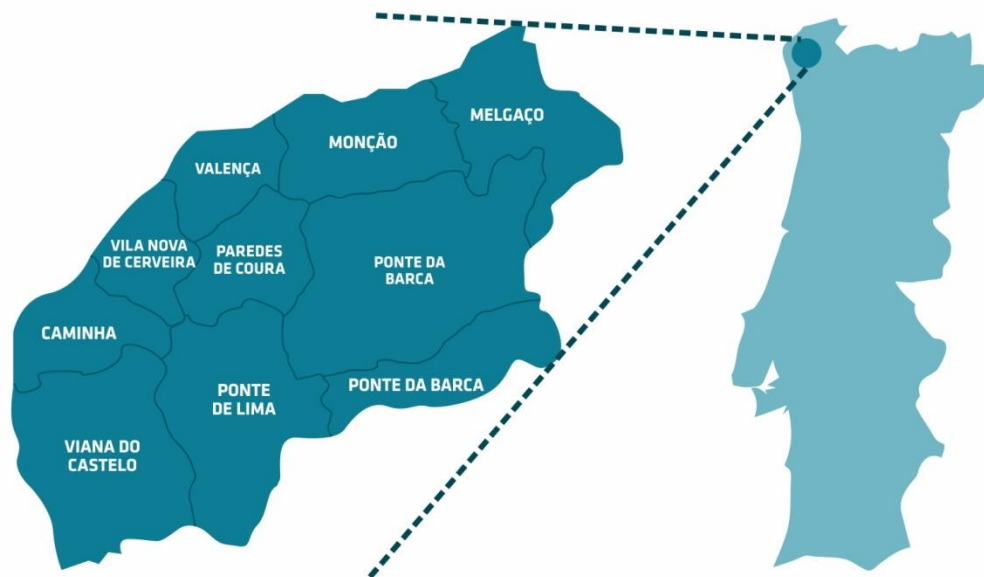 MELGAÇO
MONÇÃO
VALENÇA
VILA NOVA
DE CERVEIRA
PAREDES
DE COURA
PONTE DA
BARCA
CAMINHA
PONTE DA BARCA
PONTE
DE LIMA
VIANA DO
CASTELO